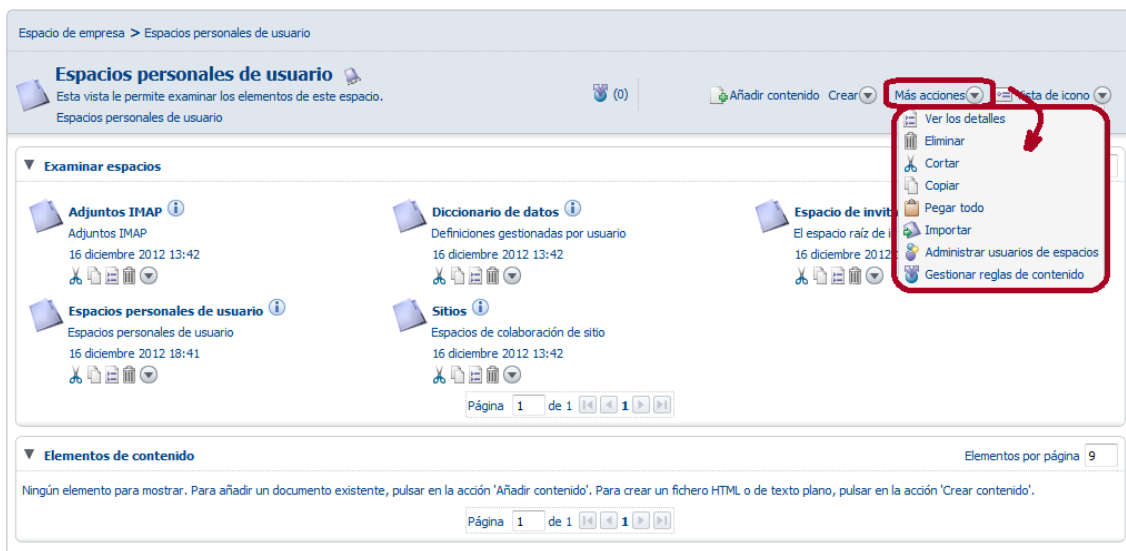 Espacio de empresa > Espacios personales de usuario
Espacios personales de usuario
Esta vista le permite examinar los elementos de este espacio.
Espacios personales de usuario
(0)
Añadir contenido Crear Más acciones Vista de icono
Ver los detalles
Eliminar
Cortar
Copiar
Pegar todo
Importar
Administrar usuarios de espacios
Gestionar reglas de contenido
Examinar espacios
Adjuntos IMAP
Adjuntos IMAP
16 diciembre 2012 13:42
Diccionario de datos
Definiciones gestionadas por usuario
16 diciembre 2012 13:42
Espacio de
El espacio raíz de
16 diciembre 2012
Espacios personales de usuario
Espacios personales de usuario
16 diciembre 2012 18:41
Sitios
Espacios de colaboración de sitio
16 diciembre 2012 13:42
Página 1 de 1 1
Elementos de contenido
Elementos por página 9
Ningún elemento para mostrar. Para añadir un documento existente, pulsar en la acción 'Añadir contenido'. Para crear un fichero HTML o de texto plano, pulsar en la acción 'Crear contenido'.
Página 1 de 1 1